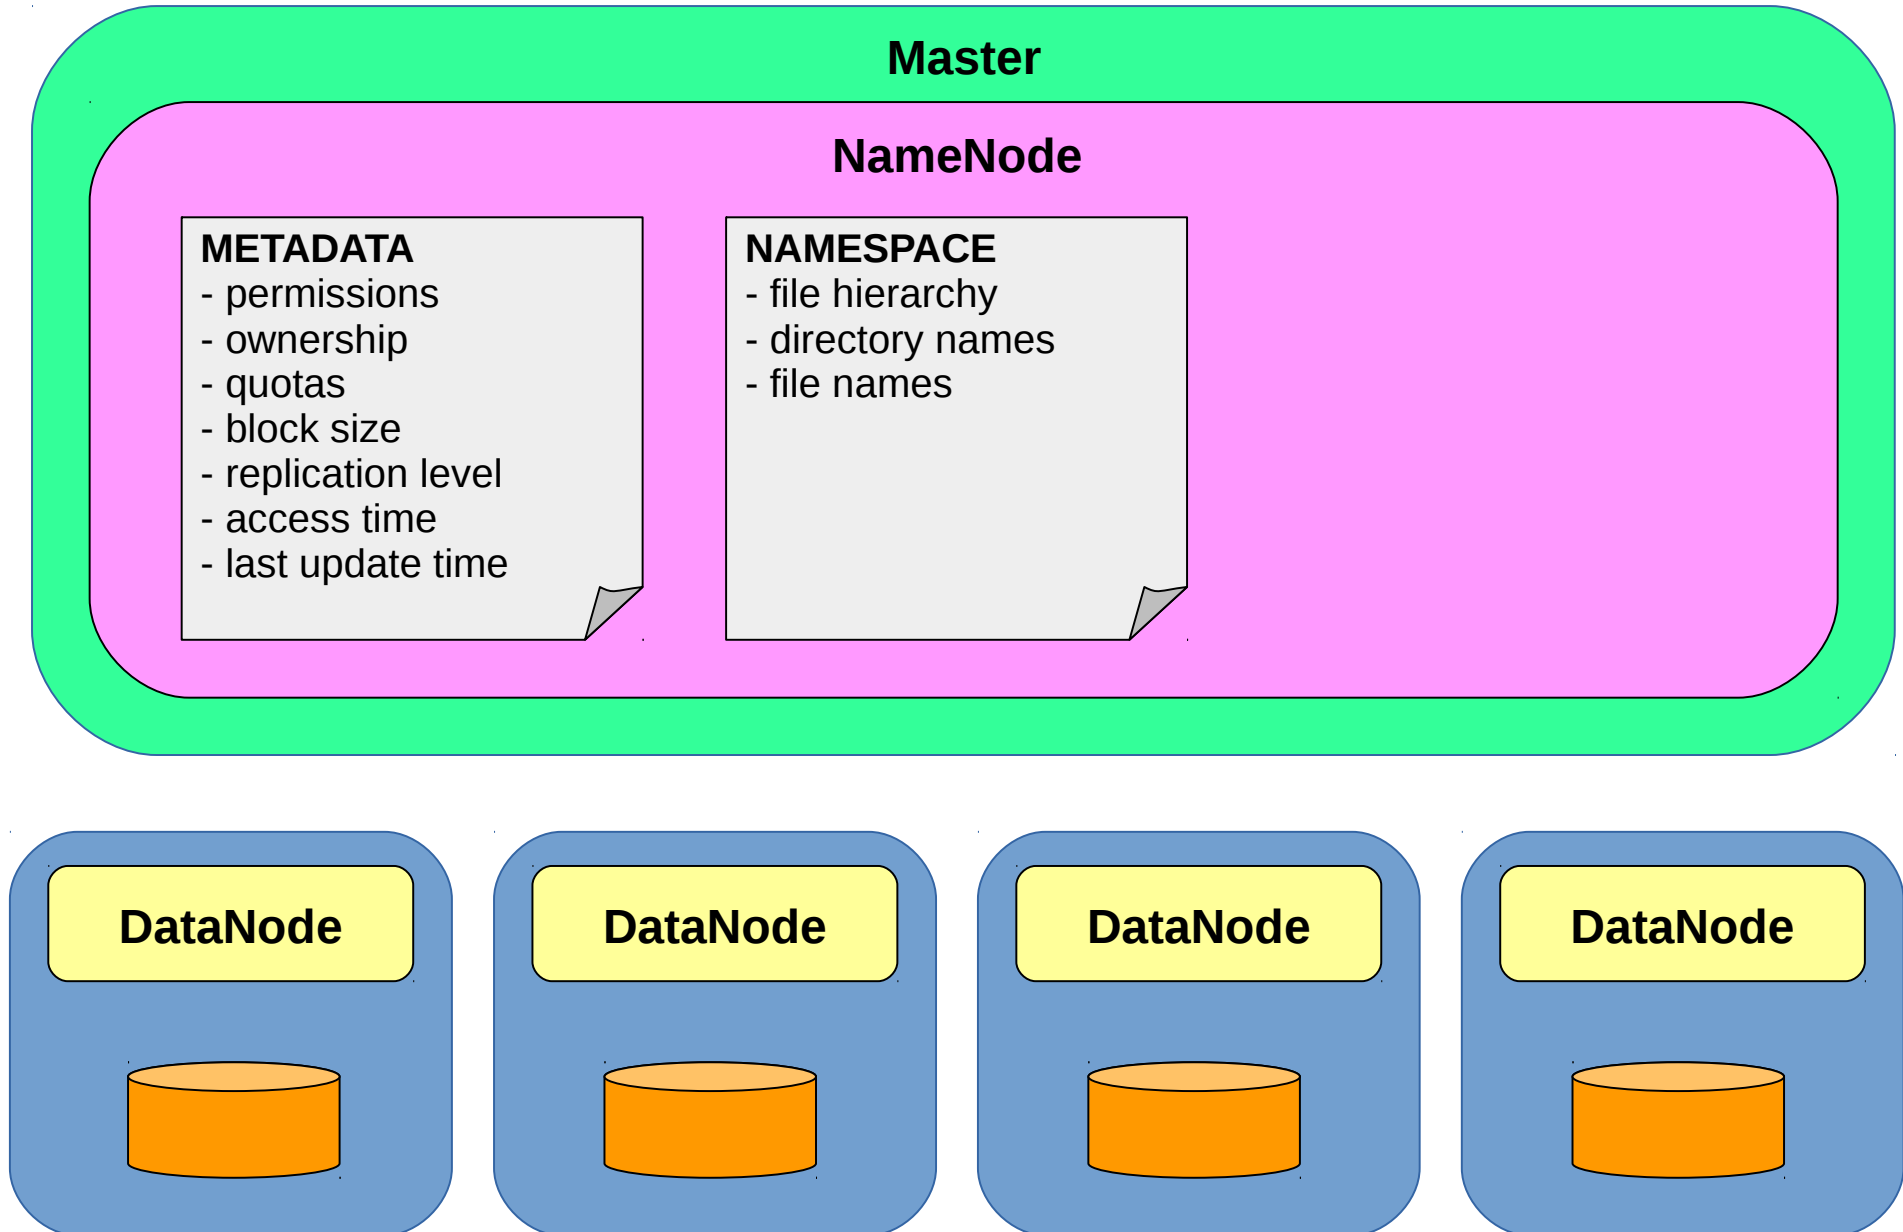 Master
NameNode
METADATA
- permissions
- ownership
- quotas
- block size
- replication level
- access time
- last update time
NAMESPACE
- file hierarchy
- directory names
- file names
DataNode
DataNode
DataNode
DataNode